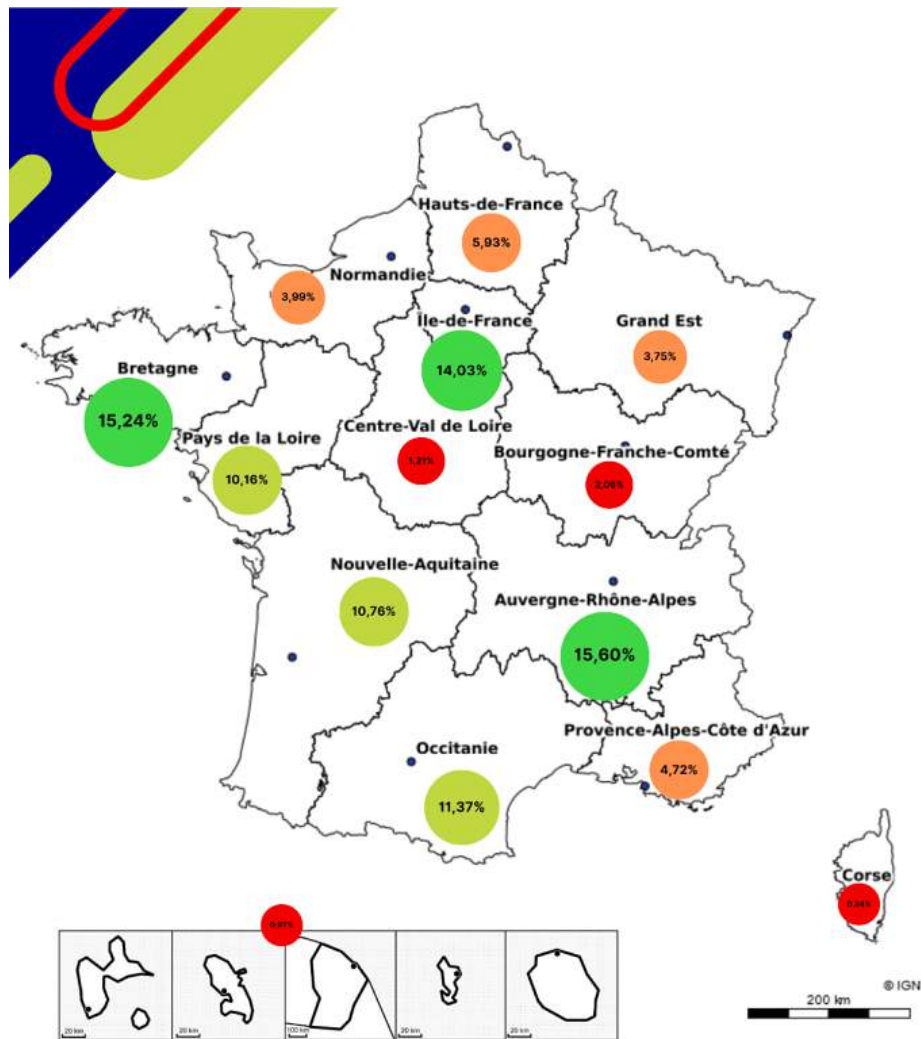 Hauts-de-France
5,93%
Normandie
3,99%
Île-de-France
14,03%
Grand Est
3,75%
Bretagne
15,24%
Pays de la Loire
10,16%
Centre-Val de Loire
1,21%
Bourgogne-Franche-Comté
2,06%
Nouvelle-Aquitaine
10,76%
Auvergne-Rhône-Alpes
15,60%
Provence-Alpes-Côte d'Azur
4,72%
Occitanie
11,37%
Corse
© IGN
200 km
20 km
20 km
100 km
20 km
20 km